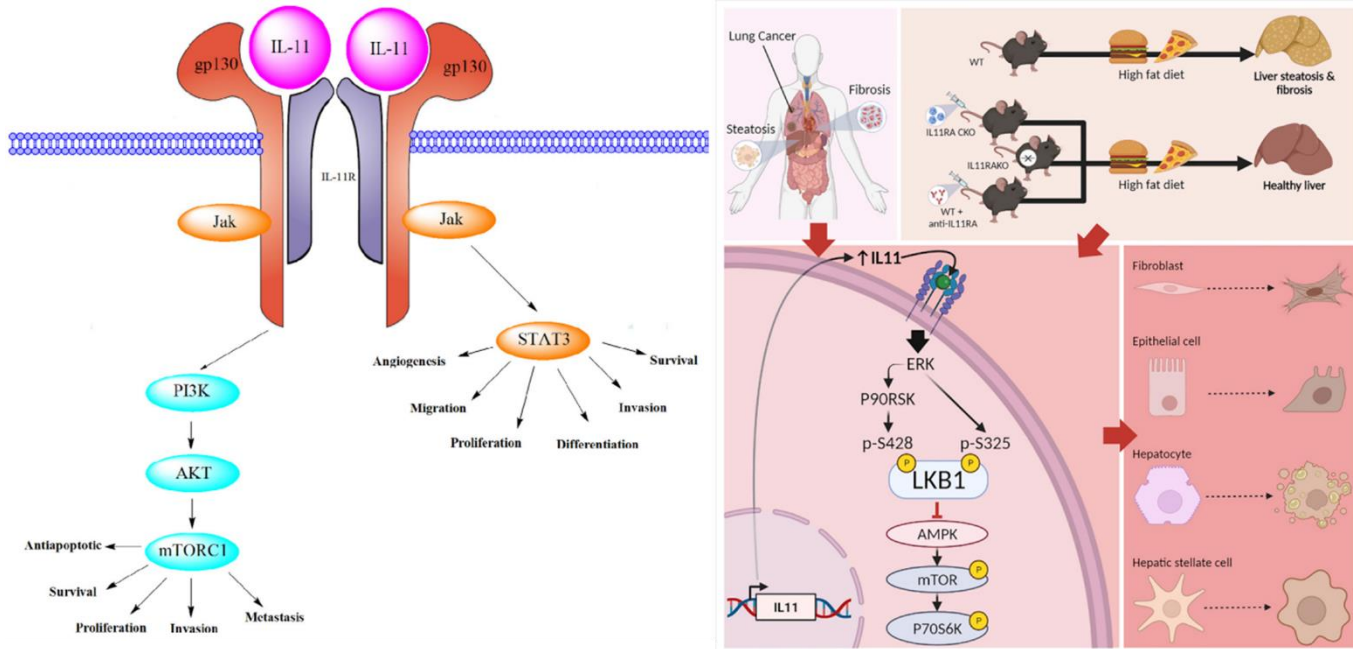 IL-11
IL-11
gp130
gp130
IL-11R
Jak
Jak
STAT3
Angiogenesis
Survival
Migration
Invasion
Proliferation
Differentiation
PI3K
AKT
mTORC1
Antiapoptotic
Survival
Proliferation
Invasion
Metastasis
Lung Cancer
Fibrosis
Steatosis
WT
High fat diet
Liver steatosis &
fibrosis
IL11RA CKO
IL11RAKO
WT +
anti-IL11RA
High fat diet
Healthy liver
↑ IL11
ERK
P90RSK
p-S428
p-S325
P
P
LKB1
AMPK
P
mTOR
P
P70S6K
IL11
Fibroblast
Epithelial cell
Hepatocyte
Hepatic stellate cell